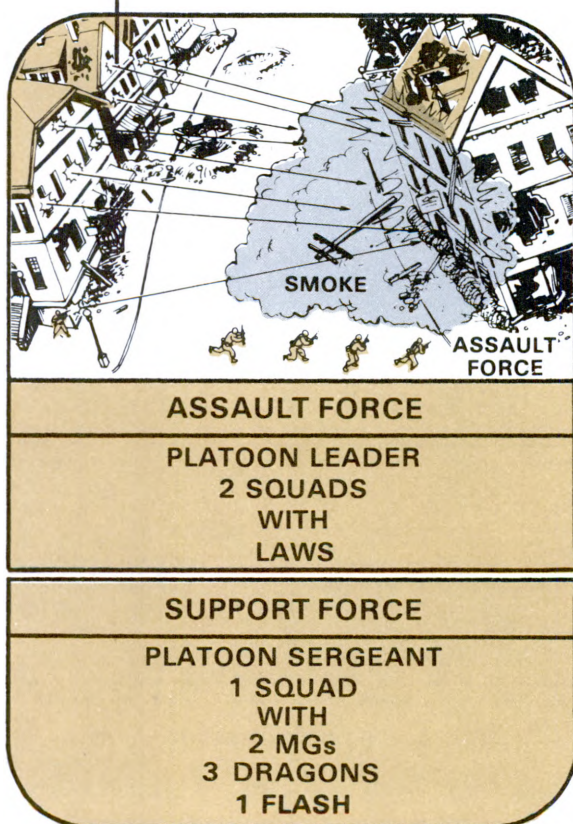 SMOKE
ASSAULT
FORCE
ASSAULT FORCE
PLATOON LEADER
2 SQUADS
WITH
LAWS
SUPPORT FORCE
PLATOON SERGEANT
1 SQUAD
WITH
2 MGs
3 DRAGONS
1 FLASH